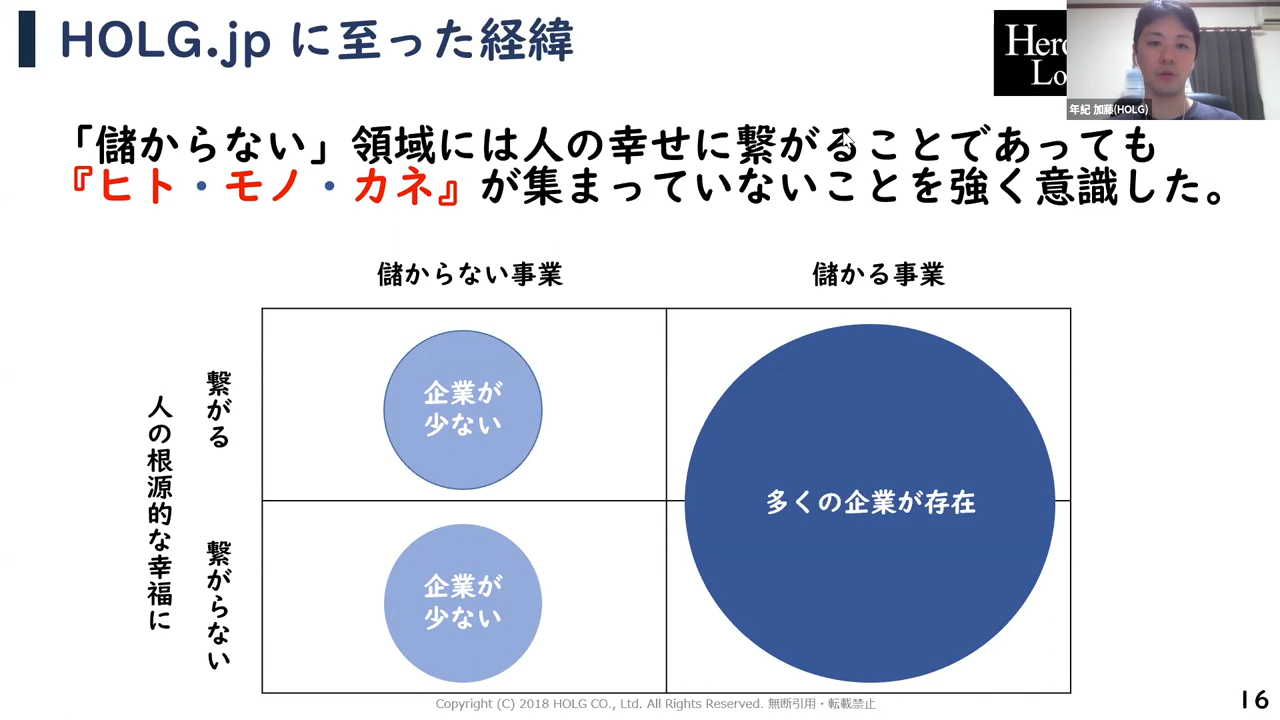 HOLG.jp に至った経緯
Hero
Lo
年紀 加藤(HOLG)
「儲からない」領域には人の幸せに繋がることであっても
『ヒト・モノ・カネ』が集まっていないことを強く意識した。
儲からない事業
儲かる事業
人の根源的な幸福に
繋がる
企業が
少ない
多くの企業が存在
繋がらない
企業が
少ない
Copyright (C) 2018 HOLG CO., Ltd. All Rights Reserved. 無断引用・転載禁止
16